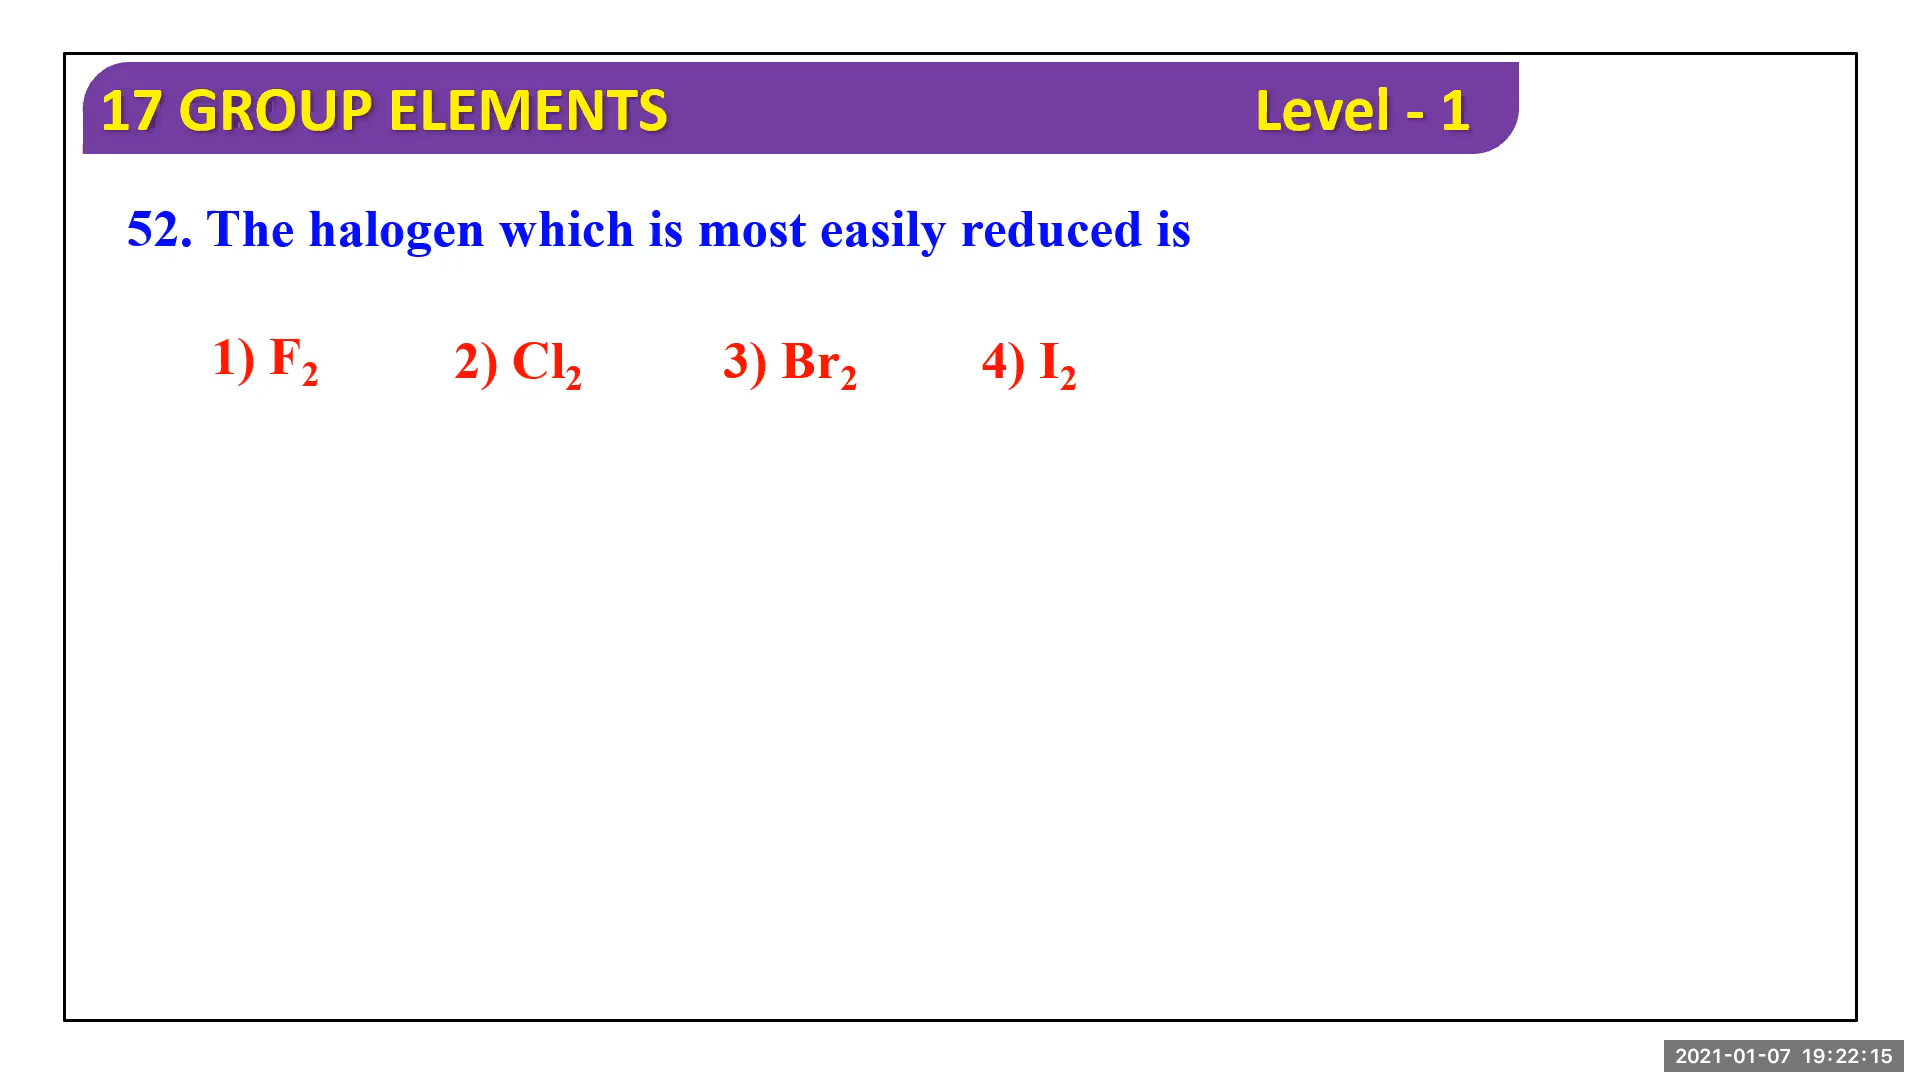 17 GROUP ELEMENTS Level - 1
52. The halogen which is most easily reduced is
1) F₂ 2) Cl₂ 3) Br₂ 4) I₂
2021-01-07 19:22:15